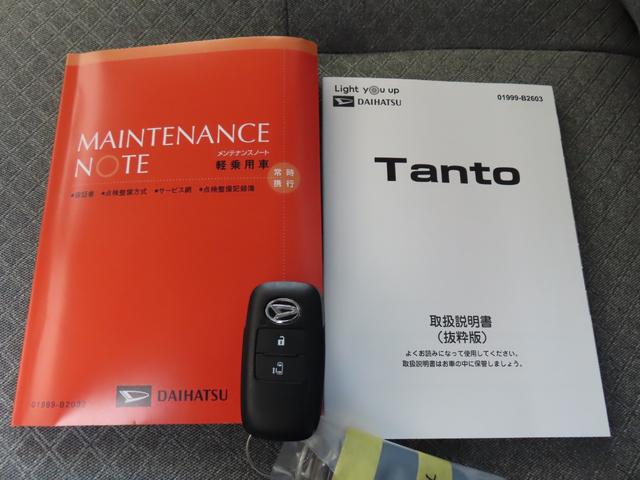 MAINTENANCE
NOTE
メンテナンスノート
軽乗用車
常時
携行
★保証書 ★点検整備方式 ★サービス網 ★点検整備記録簿
01999-B2032
DAIHATSU
Light you up
DAIHATSU
01999-B2603
Tanto
取扱説明書
（抜粋版）
よくお読みになって使用してください。
取扱説明書はお車の中に保管しましょう。